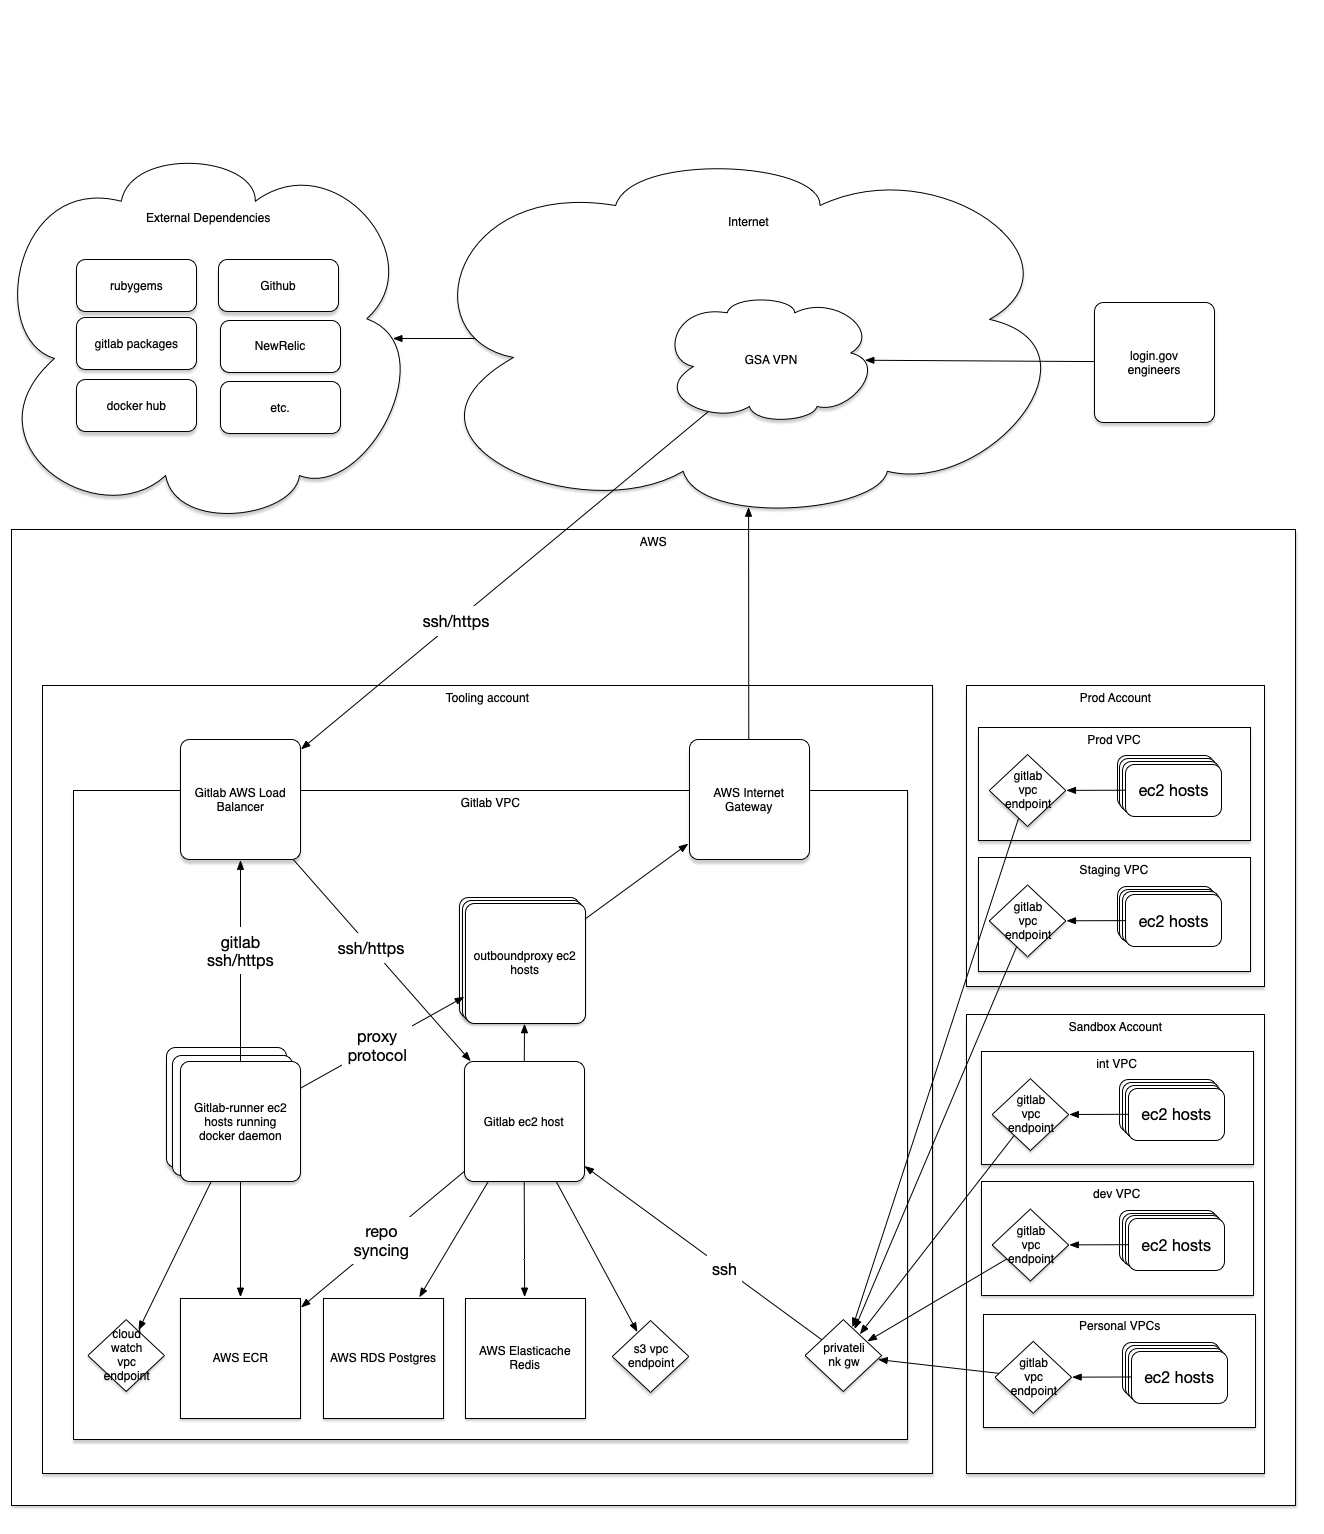 External Dependencies
rubygems
Github
gitlab packages
NewRelic
docker hub
etc.
Internet
GSA VPN
login.gov
engineers
AWS
ssh/https
Tooling account
Gitlab AWS Load
Balancer
Gitlab VPC
AWS Internet
Gateway
gitlab
ssh/https
ssh/https
outboundproxy ec2
hosts
proxy
protocol
Gitlab-runner ec2
hosts running
docker daemon
Gitlab ec2 host
repo
syncing
ssh
cloud
watch
vpc
endpoint
AWS ECR
AWS RDS Postgres
AWS Elasticache
Redis
s3 vpc
endpoint
privateli
nk gw
Prod Account
Prod VPC
gitlab
vpc
endpoint
ec2 hosts
Staging VPC
gitlab
vpc
endpoint
ec2 hosts
Sandbox Account
int VPC
gitlab
vpc
endpoint
ec2 hosts
dev VPC
gitlab
vpc
endpoint
ec2 hosts
Personal VPCs
gitlab
vpc
endpoint
ec2 hosts